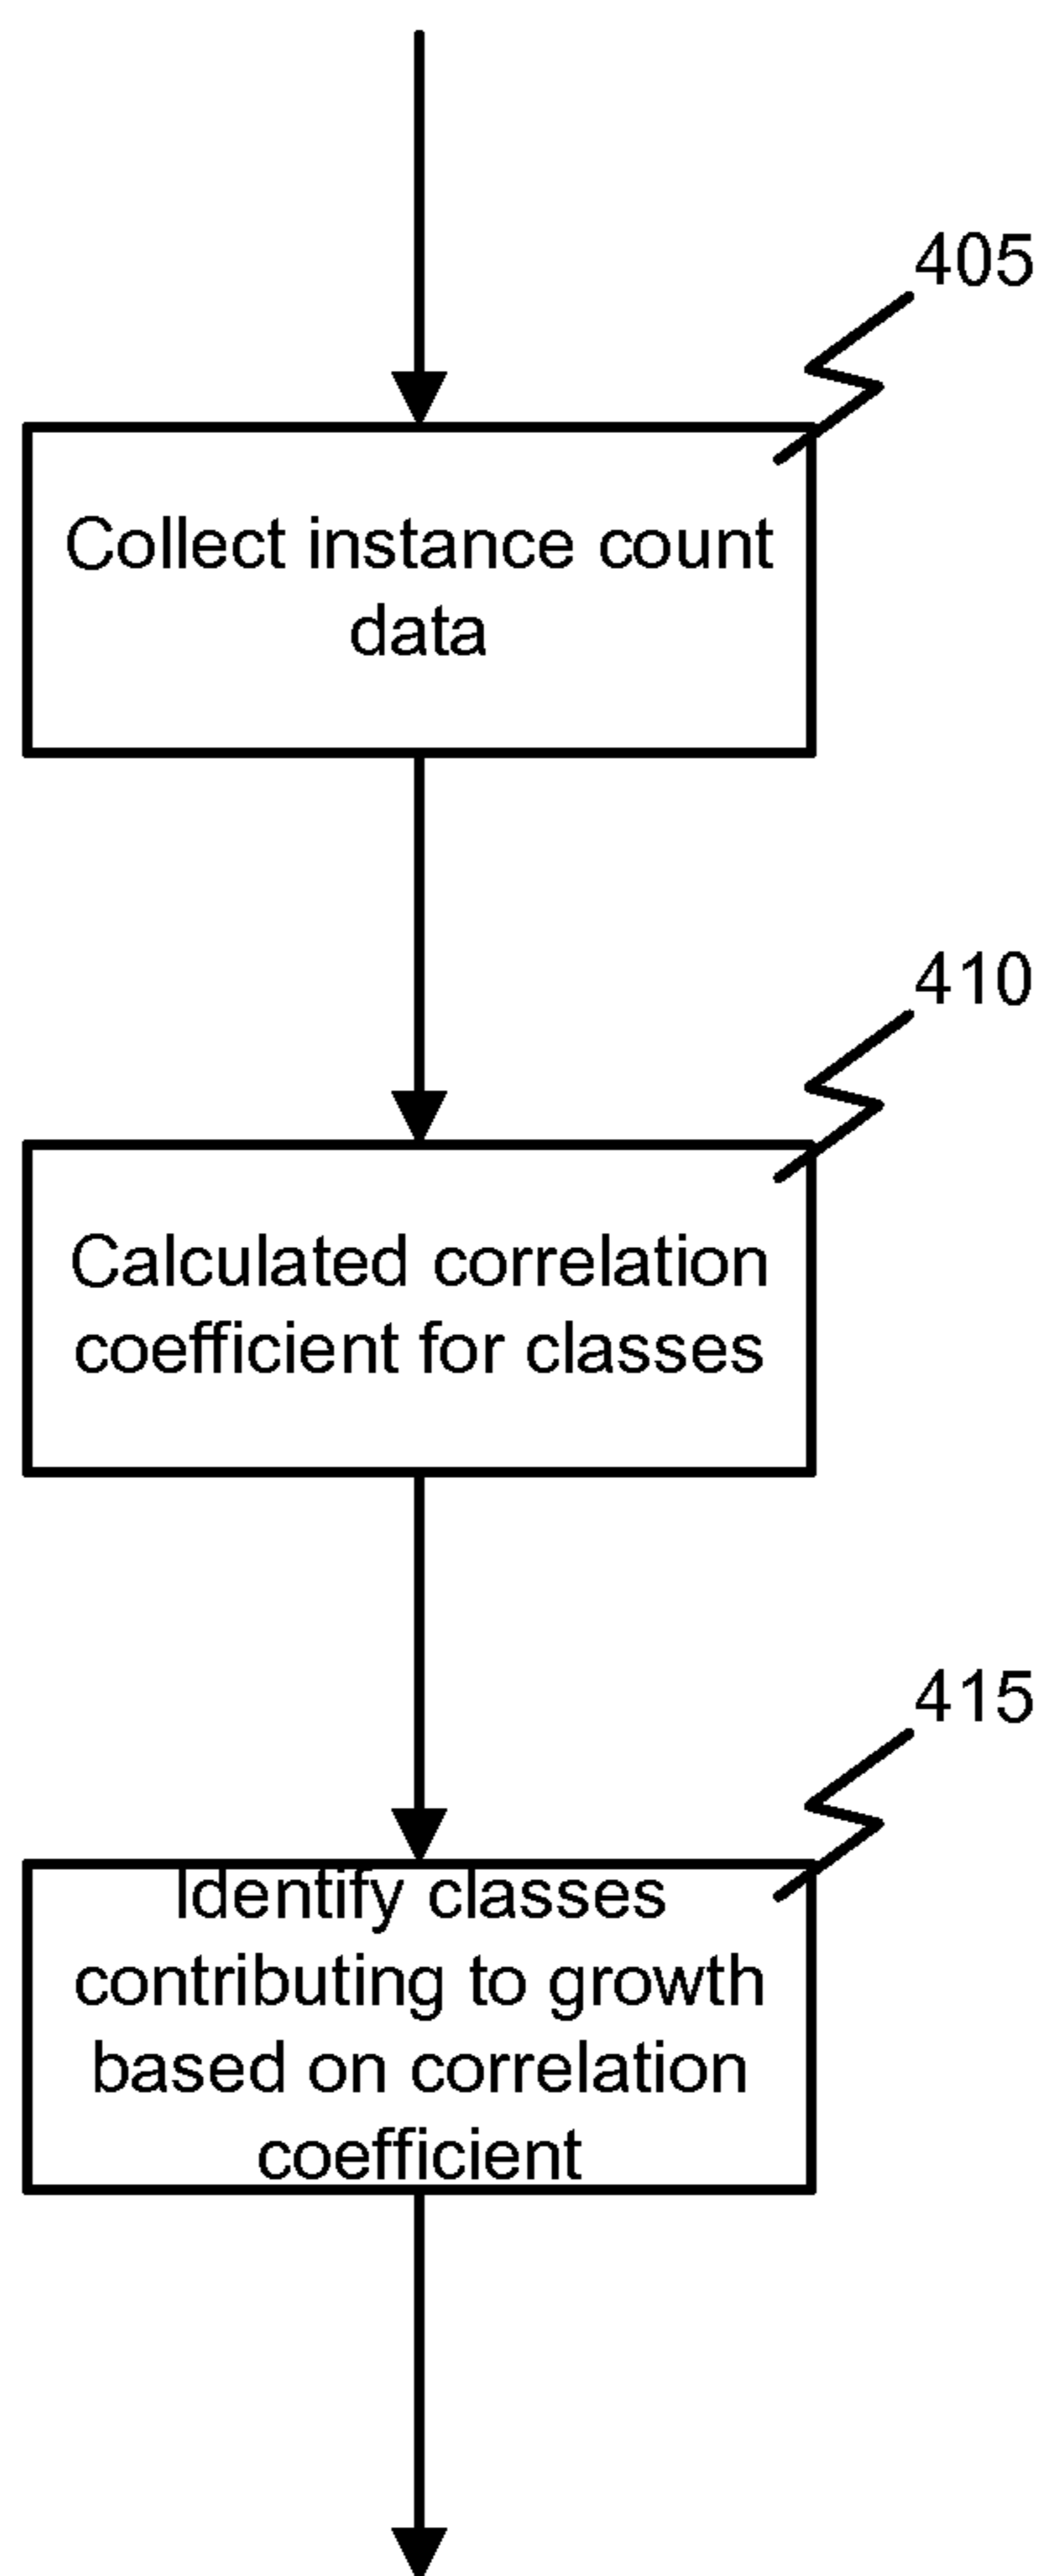 405
Collect instance count
data
410
Calculated correlation
coefficient for classes
415
Identify classes
contributing to growth
based on correlation
coefficient